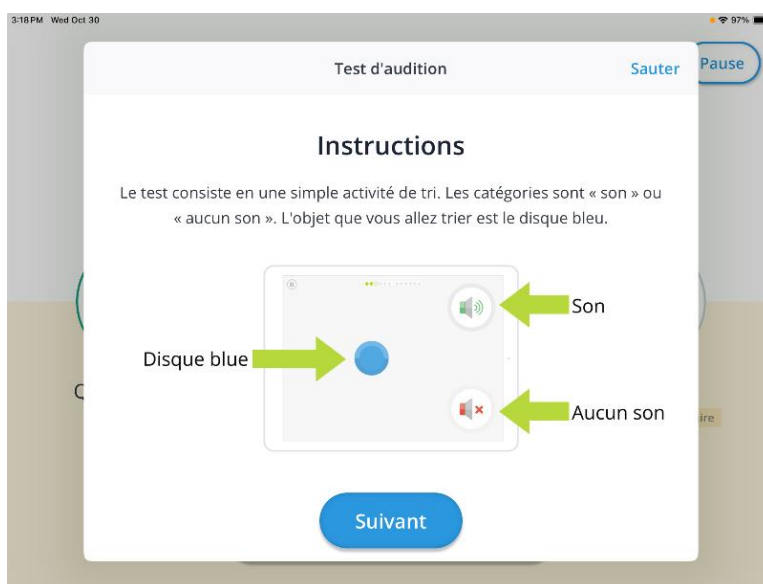 3:18 PM Wed Oct 30
97%
Test d'audition
Sauter
Pause
Instructions
Le test consiste en une simple activité de tri. Les catégories sont « son » ou
« aucun son ». L'objet que vous allez trier est le disque bleu.
Son
Disque blue
Aucun son
Suivant